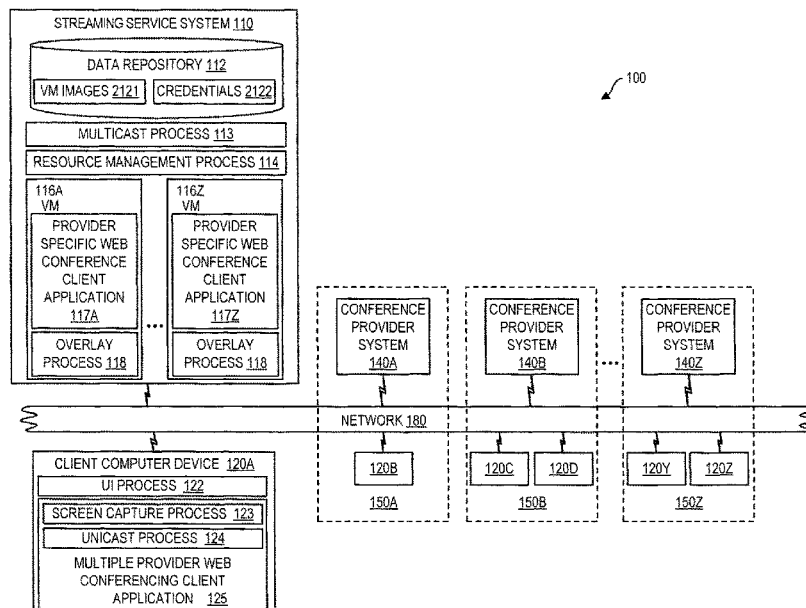 STREAMING SERVICE SYSTEM 110
DATA REPOSITORY 112
VM IMAGES 2121
CREDENTIALS 2122
MULTICAST PROCESS 113
RESOURCE MANAGEMENT PROCESS 114
116A
VM
PROVIDER
SPECIFIC WEB
CONFERENCE
CLIENT
APPLICATION
117A
OVERLAY
PROCESS 118
...
116Z
VM
PROVIDER
SPECIFIC WEB
CONFERENCE
CLIENT
APPLICATION
117Z
OVERLAY
PROCESS 118
100
CONFERENCE
PROVIDER
SYSTEM
140A
CONFERENCE
PROVIDER
SYSTEM
140B
...
CONFERENCE
PROVIDER
SYSTEM
140Z
NETWORK 180
CLIENT COMPUTER DEVICE 120A
UI PROCESS 122
SCREEN CAPTURE PROCESS 123
UNICAST PROCESS 124
MULTIPLE PROVIDER WEB
CONFERENCING CLIENT
APPLICATION 125
120B
150A
120C
120D
150B
120Y
120Z
150Z